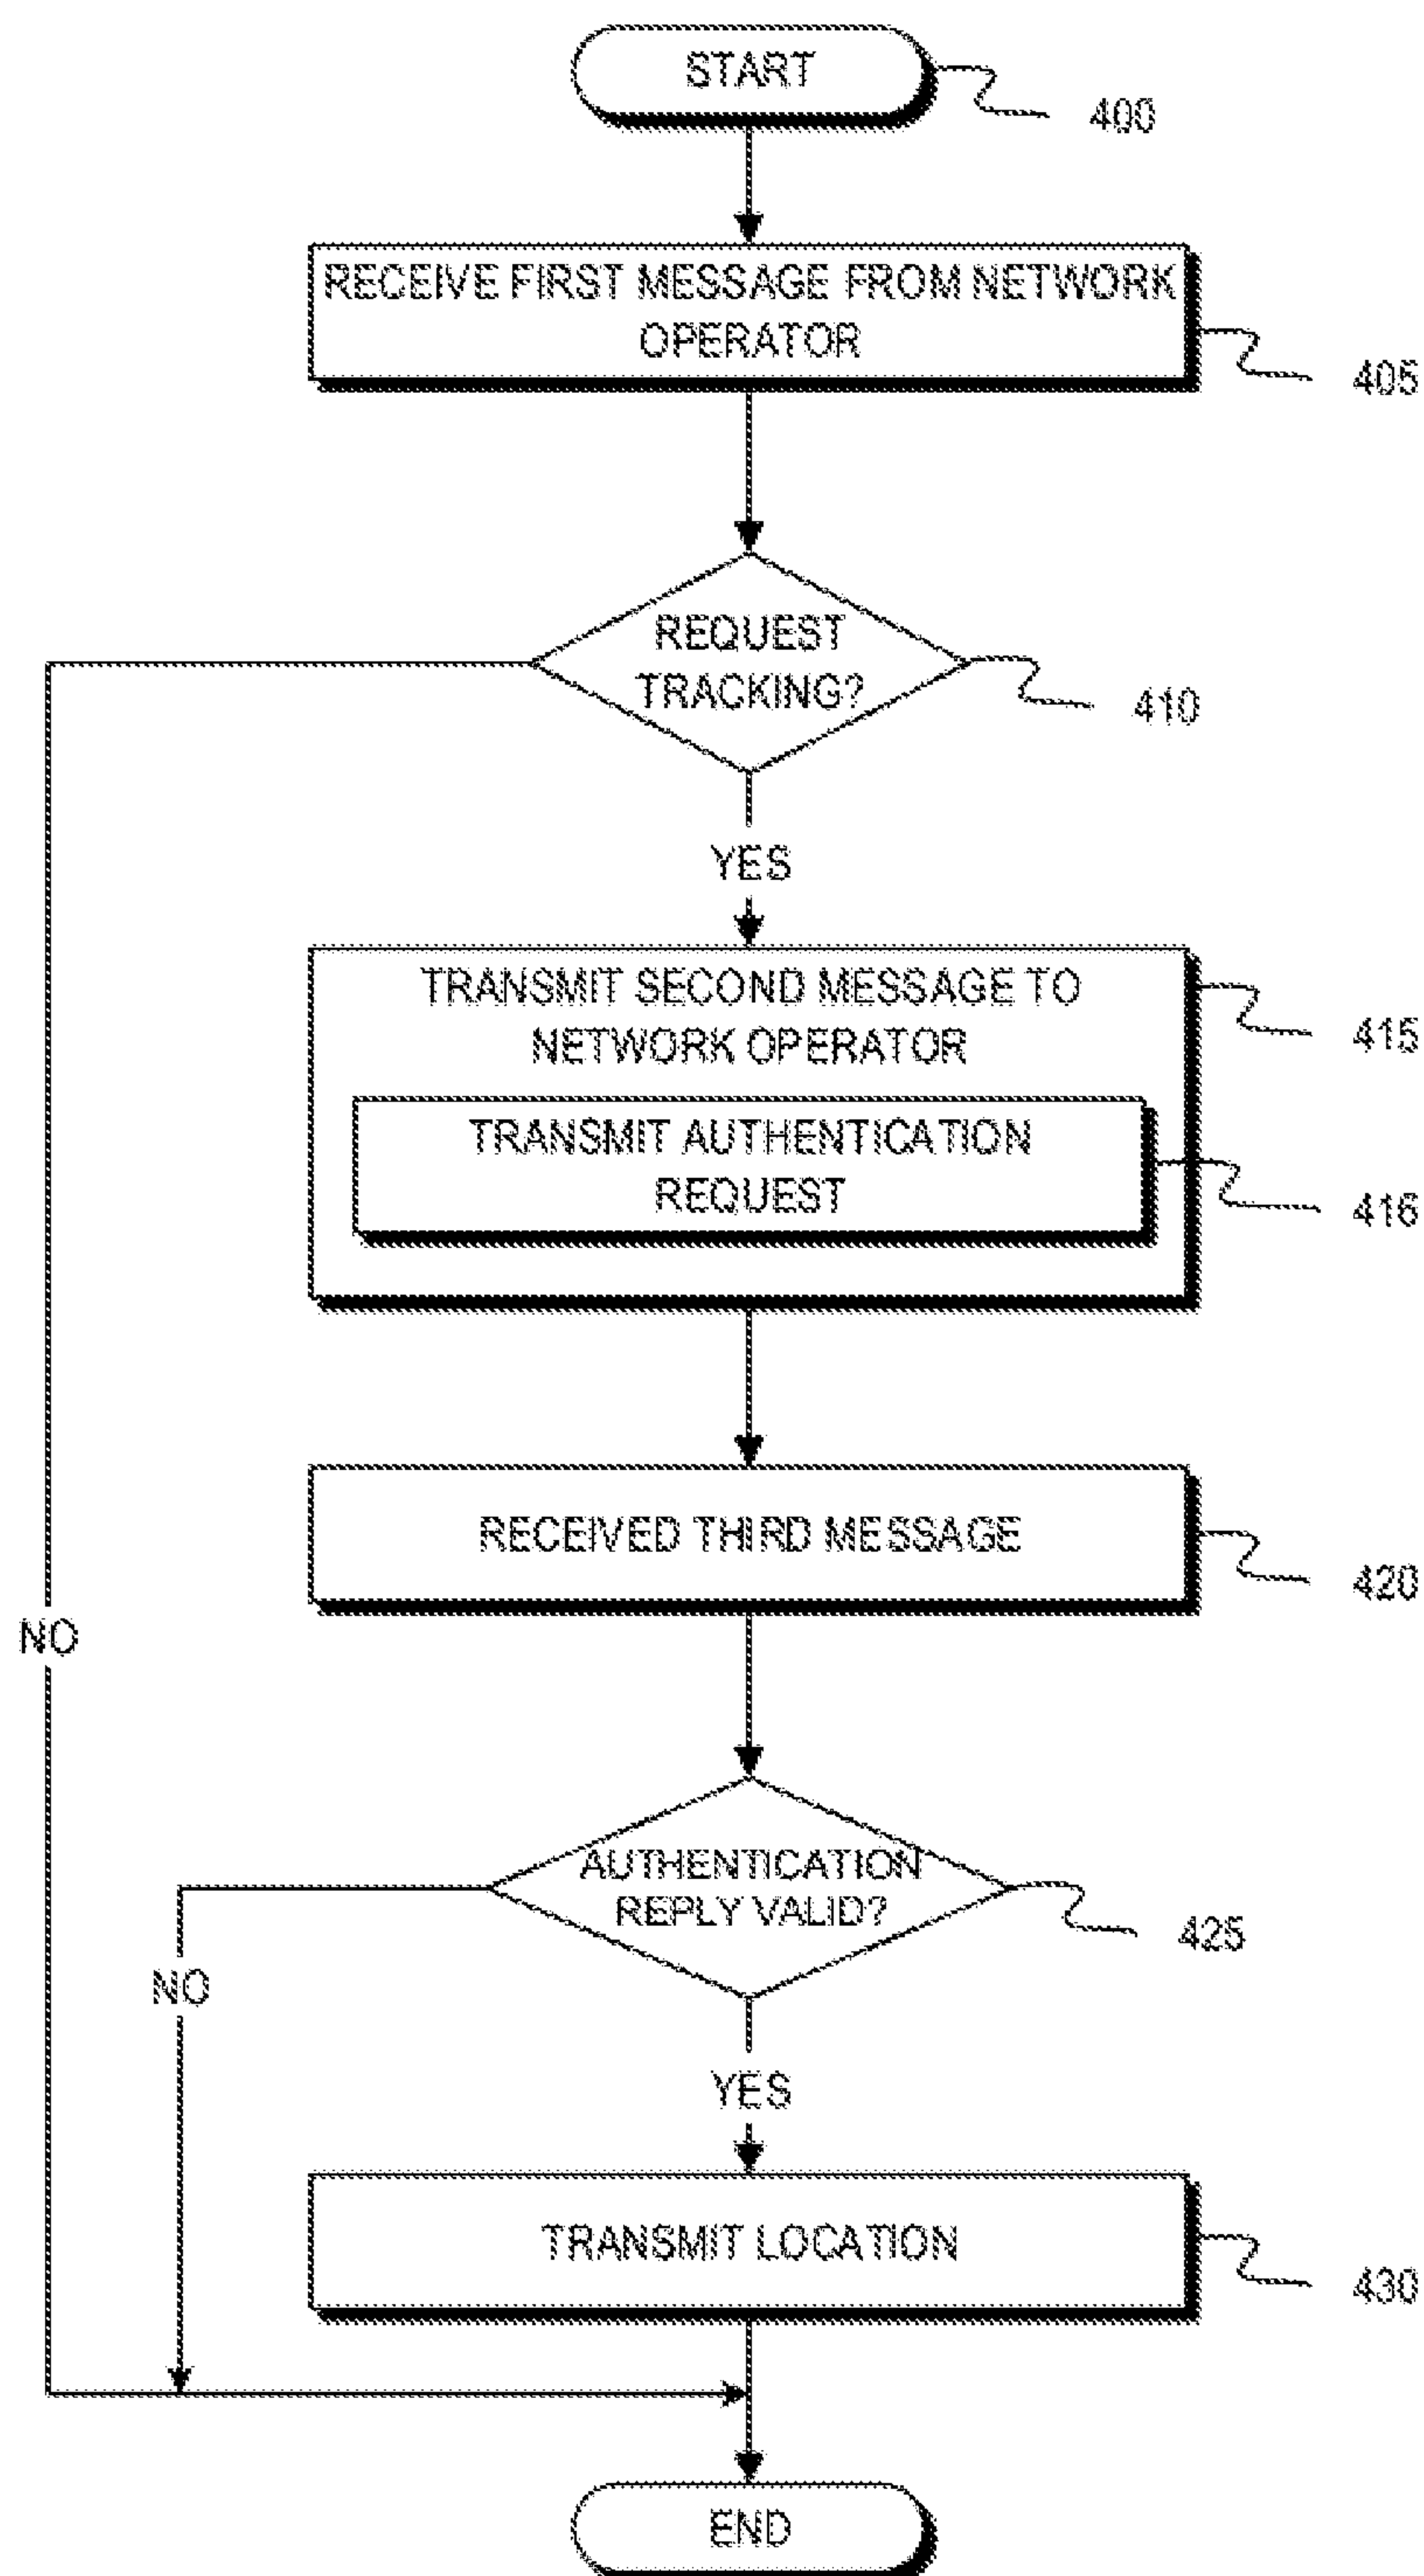 START
400
RECEIVE FIRST MESSAGE FROM NETWORK
OPERATOR
405
REQUEST
TRACKING?
410
YES
TRANSMIT SECOND MESSAGE TO
NETWORK OPERATOR
415
TRANSMIT AUTHENTICATION
REQUEST
416
RECEIVED THIRD MESSAGE
420
NO
AUTHENTICATION
REPLY VALID?
425
NO
YES
TRANSMIT LOCATION
430
END